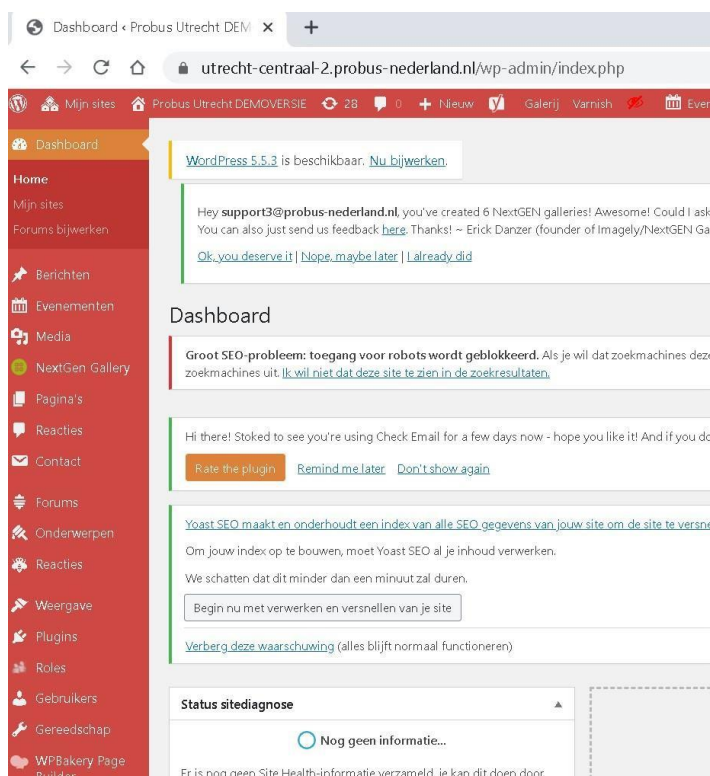 Dashboard ‹ Probus Utrecht DEM
utrecht-centraal-2.probus-nederland.nl/wp-admin/index.php
Mijn sites Probus Utrecht DEMOVERSIE 28 0 Nieuw Galerij Varnish Ever
Dashboard
Home
Mijn sites
Forums bijwerken
Berichten
Evenementen
Media
NextGen Gallery
Pagina's
Reacties
Contact
Forums
Onderwerpen
Reacties
Weergave
Plugins
Roles
Gebruikers
Gereedschap
WPBakery Page
Builder
WordPress 5.5.3 is beschikbaar. Nu bijwerken.
Hey support3@probus-nederland.nl, you've created 6 NextGEN galleries! Awesome! Could I ask
You can also just send us feedback here. Thanks! ~ Erick Danzer (founder of Imagely/NextGEN Ga
Ok, you deserve it | Nope, maybe later | I already did
Dashboard
Groot SEO-probleem: toegang voor robots wordt geblokkeerd. Als je wil dat zoekmachines deze
zoekmachines uit. Ik wil niet dat deze site te zien in de zoekresultaten.
Hi there! Stoked to see you're using Check Email for a few days now - hope you like it! And if you do
Rate the plugin Remind me later Don't show again
Yoast SEO maakt en onderhoudt een index van alle SEO gegevens van jouw site om de site te versne
Om jouw index op te bouwen, moet Yoast SEO al je inhoud verwerken.
We schatten dat dit minder dan een minuut zal duren.
Begin nu met verwerken en versnellen van je site
Verberg deze waarschuwing (alles blijft normaal functioneren)
Status sitediagnose
Nog geen informatie...
Er is nog geen Site Health-informatie verzameld, je kan dit doen door